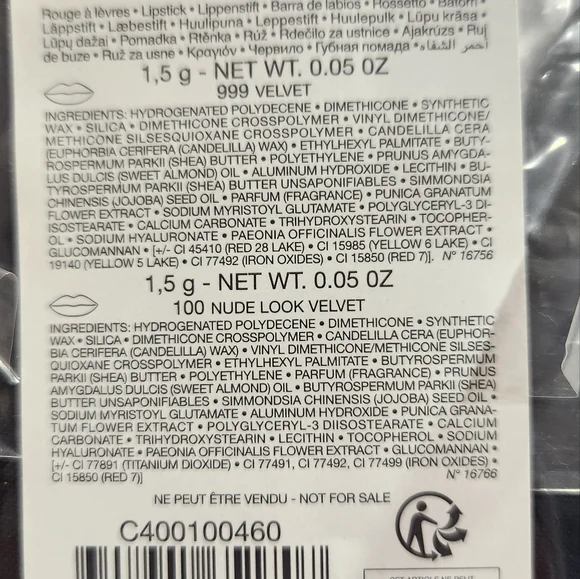 Rouge à lèvres • Lipstick • Lippenstift • Barra de labios • Rossetto •
Läppstift • Læbestift • Huulipuna • Leppestift • Huulepulk • Lūpu krāsa •
Lūpų dažai • Pomadka • Rtěnka • Rúž • Rdečilo za ustnice • Ajakrúzs • Ruj
de buze • Ruž za usne • Κραγιόν • Червило • Губная помада • أحمر الشفاه
1,5 g - NET WT. 0.05 OZ
999 VELVET
INGREDIENTS: HYDROGENATED POLYDECENE • DIMETHICONE • SYNTHETIC
WAX • SILICA • DIMETHICONE CROSSPOLYMER • VINYL DIMETHICONE/
METHICONE SILSESQUIOXANE CROSSPOLYMER • CANDELILLA CERA
(EUPHORBIA CERIFERA (CANDELILLA) WAX) • ETHYLHEXYL PALMITATE • BUTY-
ROSPERMUM PARKII (SHEA) BUTTER • POLYETHYLENE • PRUNUS AMYGDA-
LUS DULCIS (SWEET ALMOND) OIL • ALUMINUM HYDROXIDE • LECITHIN • BU-
TYROSPERMUM PARKII (SHEA) BUTTER UNSAPONIFIABLES • SIMMONDSIA
CHINENSIS (JOJOBA) SEED OIL • PARFUM (FRAGRANCE) • PUNICA GRANATUM
FLOWER EXTRACT • SODIUM MYRISTOYL GLUTAMATE • POLYGLYCERYL-3 DI-
ISOSTEARATE • CALCIUM CARBONATE • TRIHYDROXYSTEARIN • TOCOPHER-
OL • SODIUM HYALURONATE • PAEONIA OFFICINALIS FLOWER EXTRACT •
GLUCOMANNAN • [+/- CI 45410 (RED 28 LAKE) • CI 15985 (YELLOW 6 LAKE) • CI
19140 (YELLOW 5 LAKE) • CI 77492 (IRON OXIDES) • CI 15850 (RED 7)]. N° 16756
1,5 g - NET WT. 0.05 OZ
100 NUDE LOOK VELVET
INGREDIENTS: HYDROGENATED POLYDECENE • DIMETHICONE • SYNTHETIC
WAX • SILICA • DIMETHICONE CROSSPOLYMER • CANDELILLA CERA (EUPHOR-
BIA CERIFERA (CANDELILLA) WAX) • VINYL DIMETHICONE/METHICONE SILSES-
QUIOXANE CROSSPOLYMER • ETHYLHEXYL PALMITATE • BUTYROSPERMUM
PARKII (SHEA) BUTTER • POLYETHYLENE • PARFUM (FRAGRANCE) • PRUNUS
AMYGDALUS DULCIS (SWEET ALMOND) OIL • BUTYROSPERMUM PARKII (SHEA)
BUTTER UNSAPONIFIABLES • SIMMONDSIA CHINENSIS (JOJOBA) SEED OIL •
SODIUM MYRISTOYL GLUTAMATE • ALUMINUM HYDROXIDE • PUNICA GRANA-
TUM FLOWER EXTRACT • POLYGLYCERYL-3 DIISOSTEARATE • CALCIUM
CARBONATE • TRIHYDROXYSTEARIN • LECITHIN • TOCOPHEROL • SODIUM
HYALURONATE • PAEONIA OFFICINALIS FLOWER EXTRACT • GLUCOMANNAN •
[+/- CI 77891 (TITANIUM DIOXIDE) • CI 77491, CI 77492, CI 77499 (IRON OXIDES) •
CI 15850 (RED 7)] N° 16766
NE PEUT ÊTRE VENDU - NOT FOR SALE
C400100460